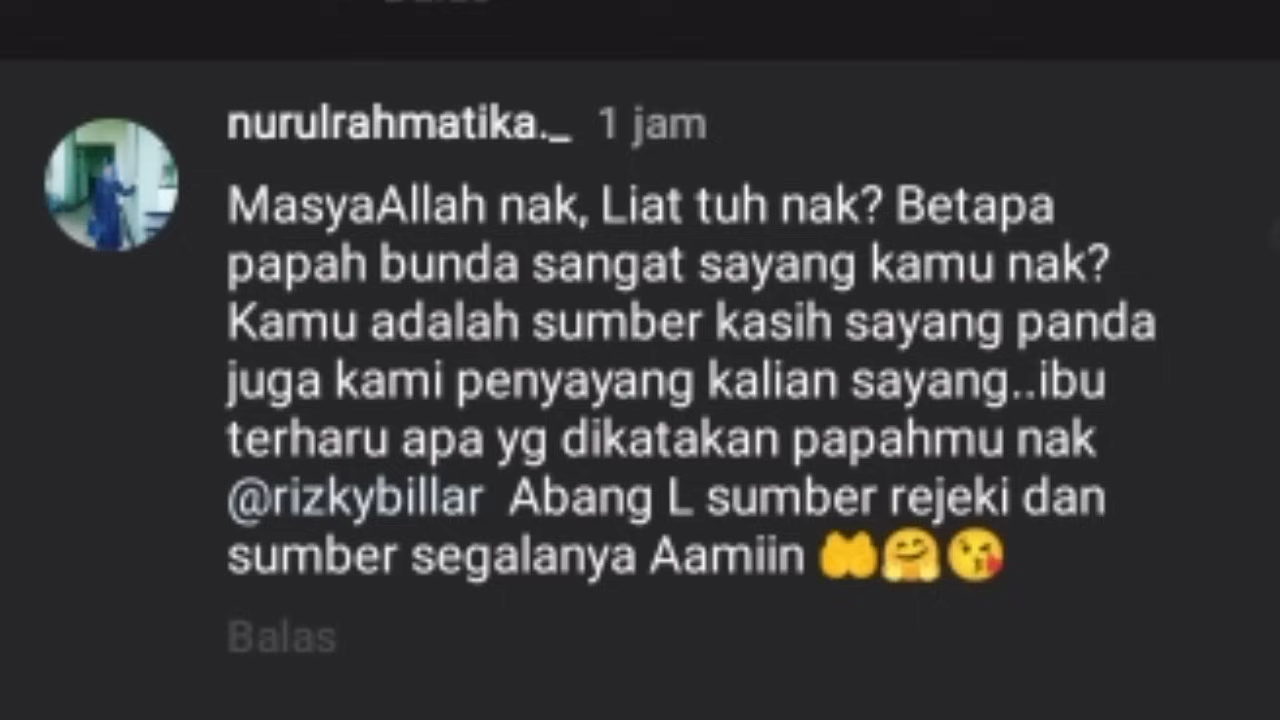 nurulrahmatika._ 1 jam
MasyaAllah nak, Liat tuh nak? Betapa
papah bunda sangat sayang kamu nak?
Kamu adalah sumber kasih sayang panda
juga kami penyayang kalian sayang..ibu
terharu apa yg dikatakan papahmu nak
@rizkybillar Abang L sumber rejeki dan
sumber segalanya Aamiin 🤲🤗😘
Balas